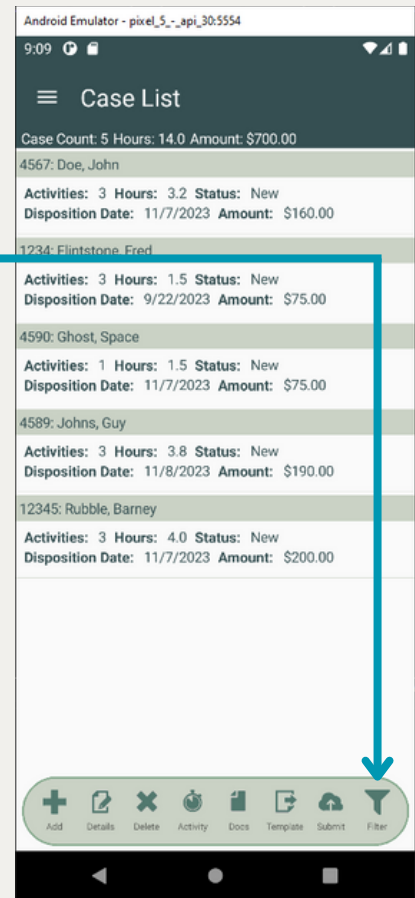 Android Emulator - pixel_5_-_api_30:5554
9:09
Case List
Case Count: 5 Hours: 14.0 Amount: $700.00
4567: Doe, John
Activities: 3 Hours: 3.2 Status: New
Disposition Date: 11/7/2023 Amount: $160.00
1234: Flintstone, Fred
Activities: 3 Hours: 1.5 Status: New
Disposition Date: 9/22/2023 Amount: $75.00
4590: Ghost, Space
Activities: 1 Hours: 1.5 Status: New
Disposition Date: 11/7/2023 Amount: $75.00
4589: Johns, Guy
Activities: 3 Hours: 3.8 Status: New
Disposition Date: 11/8/2023 Amount: $190.00
12345: Rubble, Barney
Activities: 3 Hours: 4.0 Status: New
Disposition Date: 11/7/2023 Amount: $200.00
Add Details Delete Activity Docs Template Submit Filter